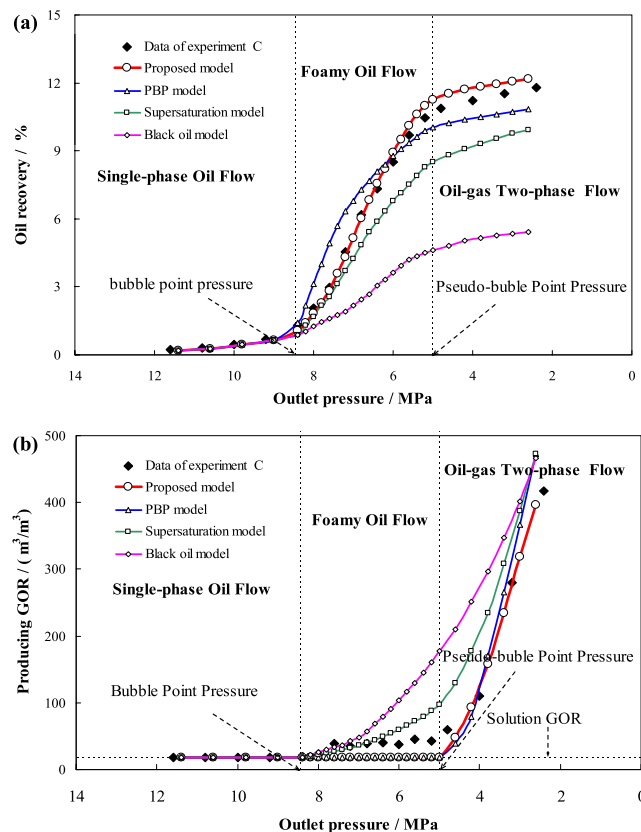 (a)
15
12
9
6
3
0
Oil recovery / %
Data of experiment C
Proposed model
PBP model
Supersaturation model
Black oil model
Foamy Oil Flow
Single-phase Oil Flow
Oil-gas Two-phase Flow
bubble point pressure
Pseudo-buble Point Pressure
14 12 10 8 6 4 2 0
Outlet pressure / MPa
(b)
500
400
300
200
100
0
Producing GOR / ( m³/m³)
Data of experiment C
Proposed model
PBP model
Supersaturation model
Black oil model
Oil-gas Two-phase Flow
Foamy Oil Flow
Single-phase Oil Flow
Pseudo-buble Point Pressure
Bubble Point Pressure
Solution GOR
14 12 10 8 6 4 2 0
Outlet pressure / MPa